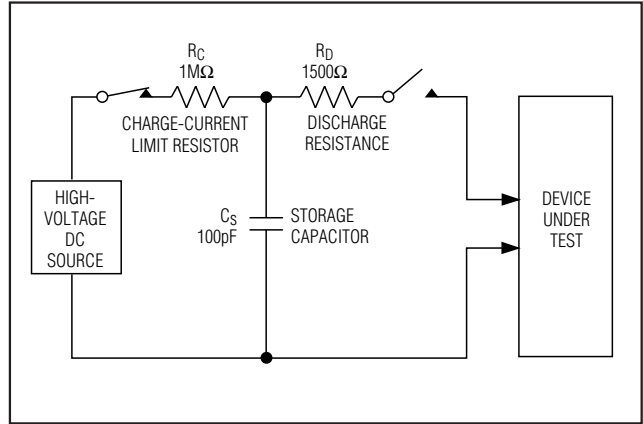 RC
1MΩ
CHARGE-CURRENT
LIMIT RESISTOR
RD
1500Ω
DISCHARGE
RESISTANCE
HIGH-
VOLTAGE
DC
SOURCE
CS
100pF
STORAGE
CAPACITOR
DEVICE
UNDER
TEST